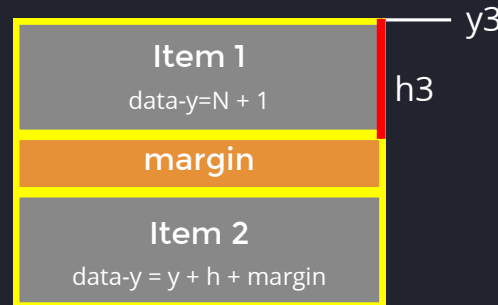 y3
Item 1
data-y=N + 1
h3
margin
Item 2
data-y = y + h + margin